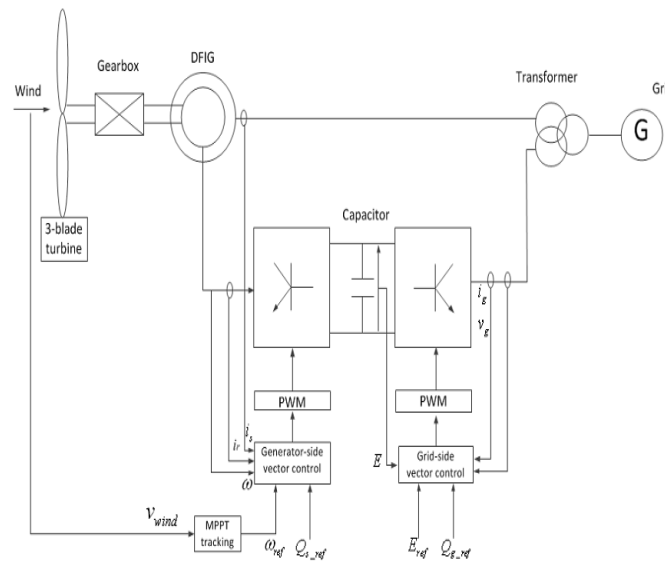 DFIG
Gearbox
Transformer
Wind
Gri
G
3-blade
turbine
Capacitor
i_g
v_g
PWM
PWM
i_s
i_r
Generator-side
vector control
E
Grid-side
vector control
ω
v_wind
MPPT
tracking
ω_ref
Q_s_ref
E_ref
Q_g_ref